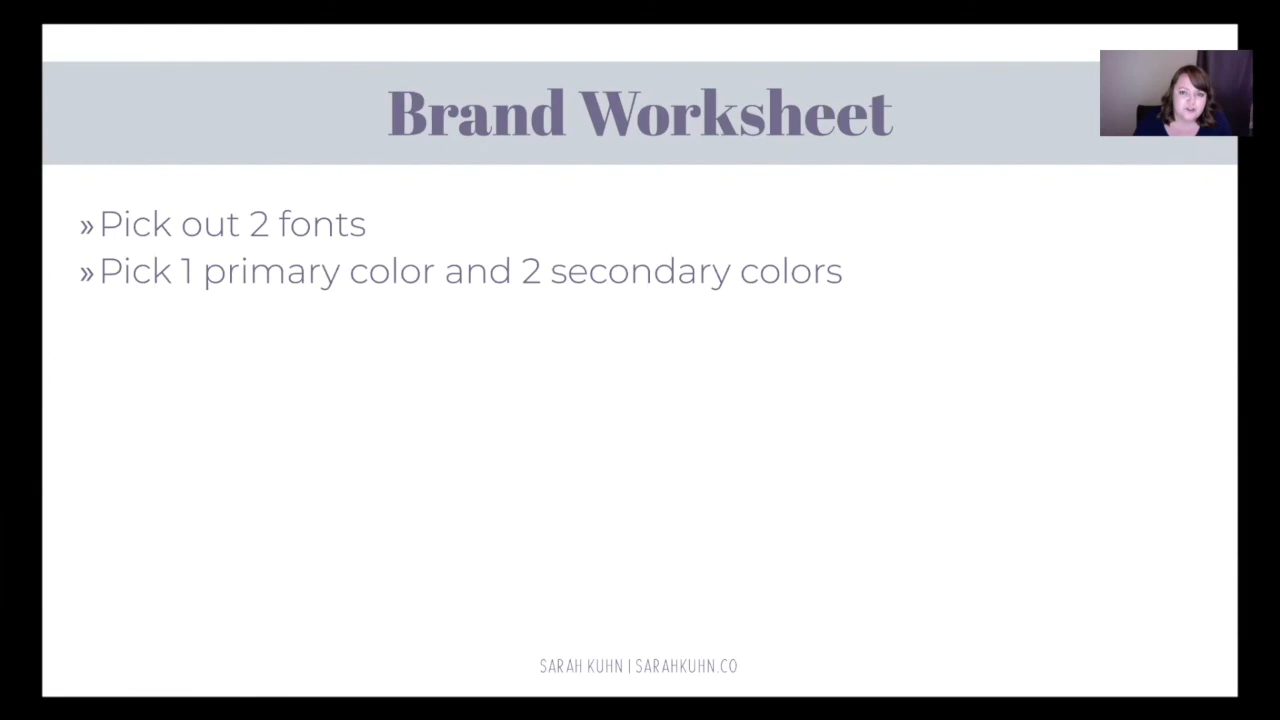 Brand Worksheet
»Pick out 2 fonts
»Pick 1 primary color and 2 secondary colors
SARAH KUHN | SARAHKUHN.CO